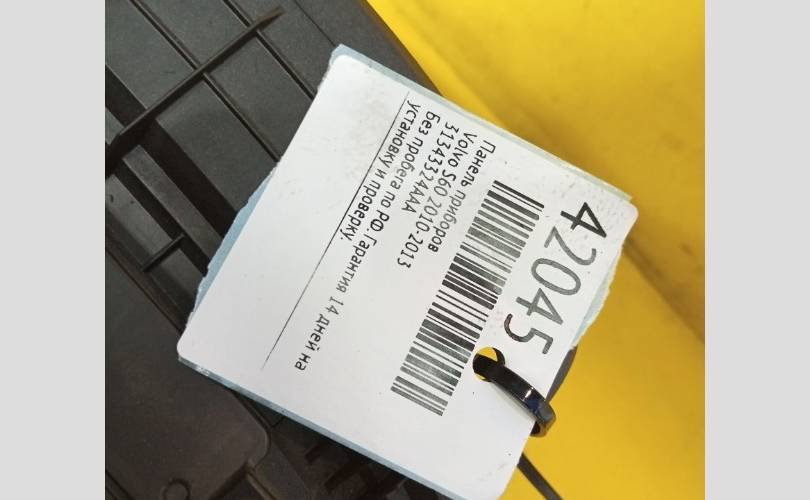 42045
Панель приборов
Volvo S60 2010-2013
31343324AAA
Без пробега по РФ. Гарантия 14 дней на
установку и проверку.